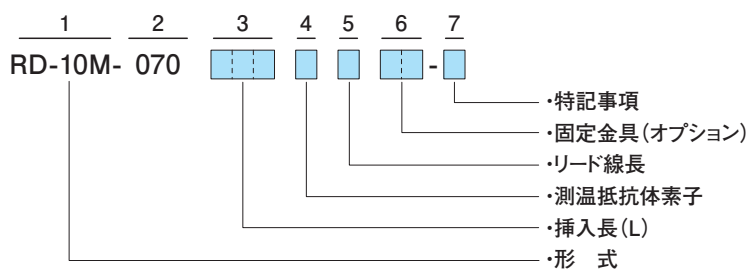 1 2 3 4 5 6 7
RD-10M- 070 -
・特記事項
・固定金具(オプション)
・リード線長
・測温抵抗体素子
・挿入長(L)
・形　式